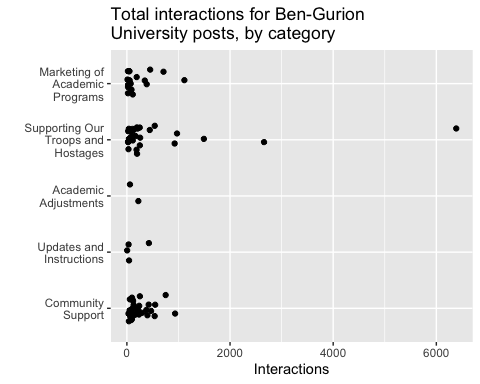 Total interactions for Ben-Gurion
University posts, by category
Marketing of
Academic
Programs
Supporting Our
Troops and
Hostages
Academic
Adjustments
Updates and
Instructions
Community
Support
0
2000
4000
6000
Interactions